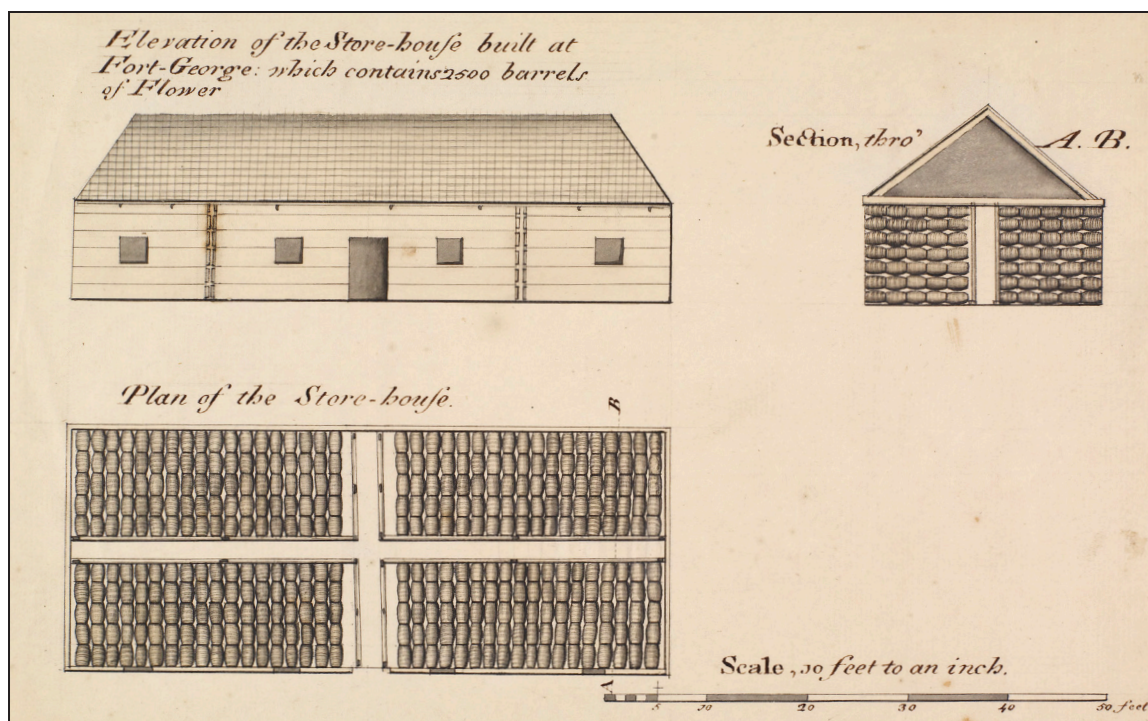 Elevation of the Store-house built at
Fort-George: which contains 2500 barrels
of Flower
Section, thro' A. B.
Plan of the Store-house.
B
Scale, 10 feet to an inch.
A
5 10 20 30 40 50 feet